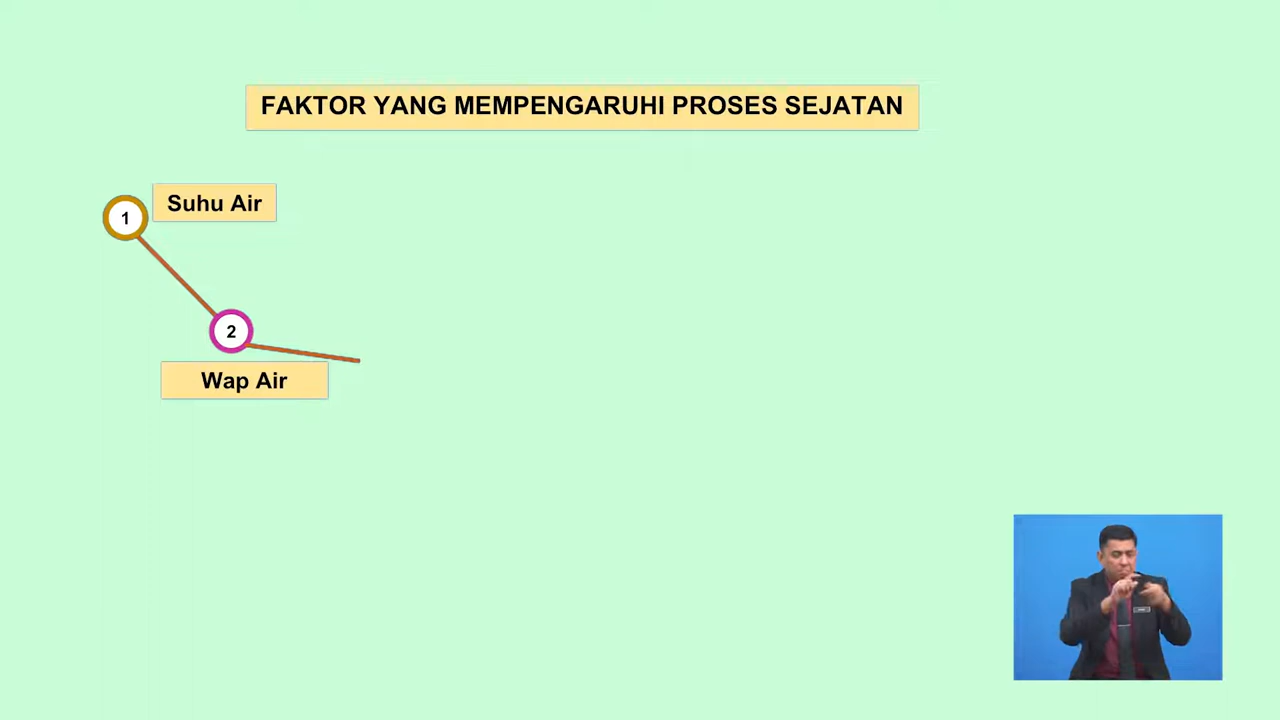 FAKTOR YANG MEMPENGARUHI PROSES SEJATAN
1
Suhu Air
2
Wap Air